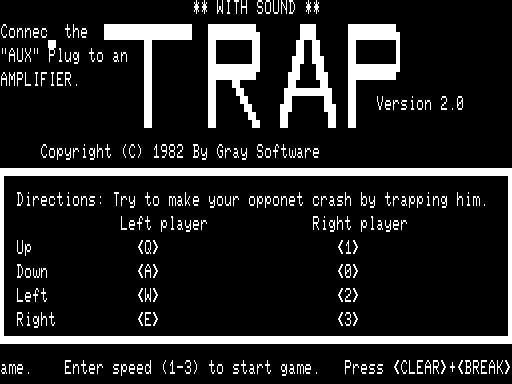 ** WITH SOUND **
Connec the
"AUX" Plug to an
AMPLIFIER.
TRAP
Version 2.0
Copyright (C) 1982 By Gray Software
Directions: Try to make your opponet crash by trapping him.
Left player Right player
Up <Q> <1>
Down <A> <0>
Left <W> <2>
Right <E> <3>
ame. Enter speed (1-3) to start game. Press <CLEAR>+<BREAK>